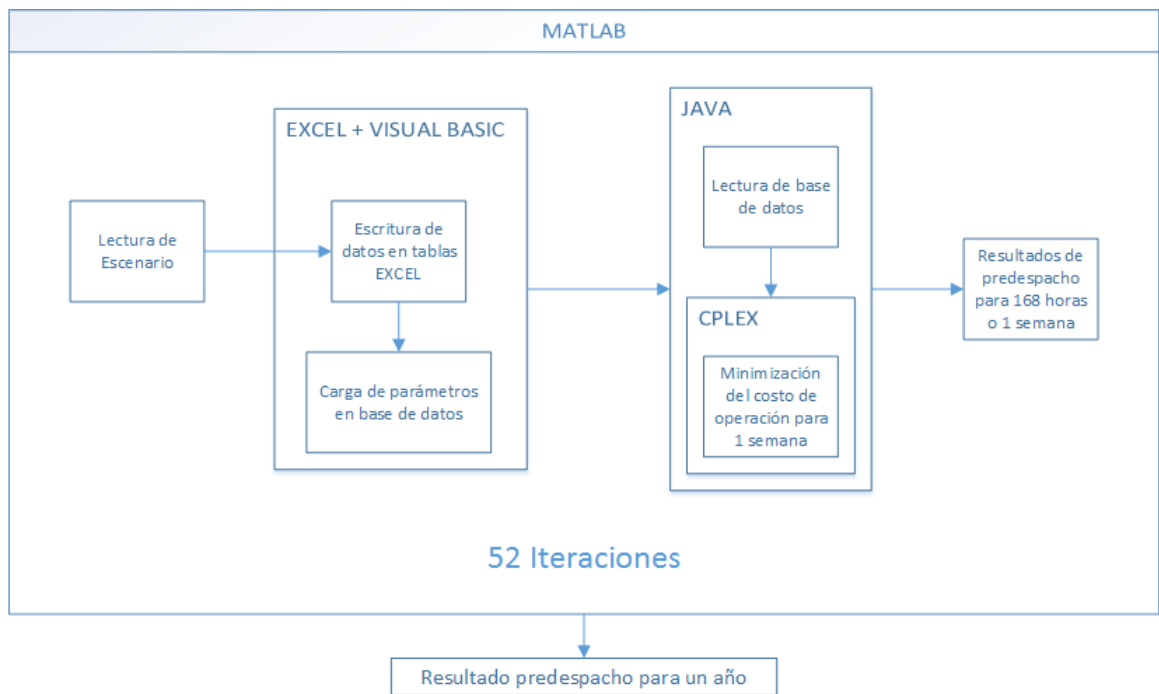 MATLAB
EXCEL + VISUAL BASIC
JAVA
Lectura de
Escenario
Escritura de
datos en tablas
EXCEL
Carga de parámetros
en base de datos
Lectura de base
de datos
CPLEX
Minimización
del costo de
operación para
1 semana
Resultados de
predespacho
para 168 horas
o 1 semana
52 Iteraciones
Resultado predespacho para un año